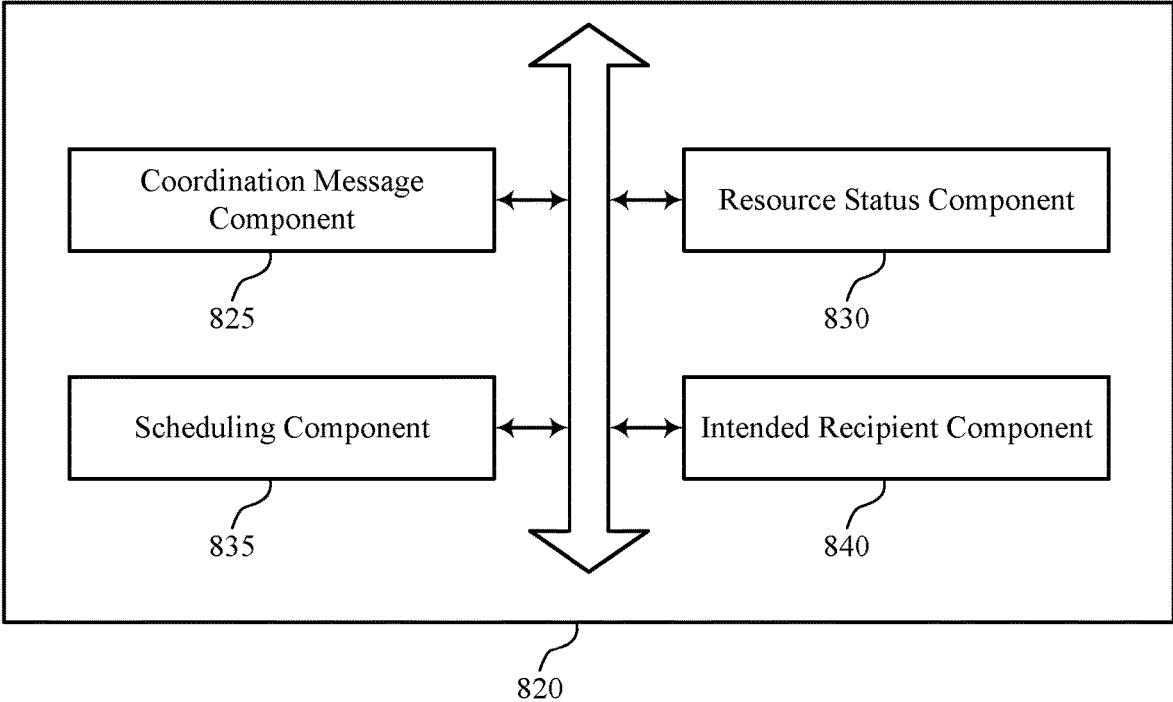 Coordination Message
Component
825
Resource Status Component
830
Scheduling Component
835
Intended Recipient Component
840
820